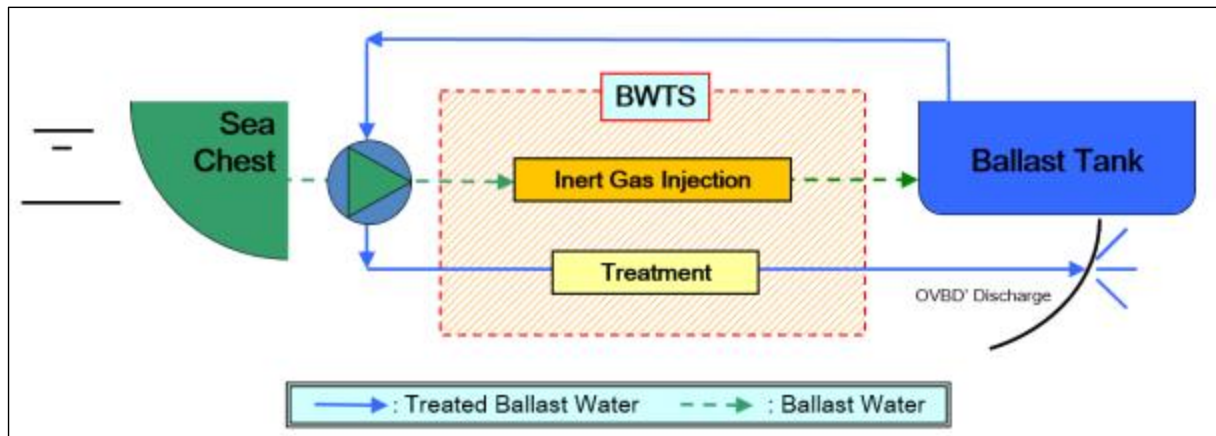 BWTS
Sea
Chest
Inert Gas Injection
Ballast Tank
Treatment
OVBD' Discharge
: Treated Ballast Water : Ballast Water